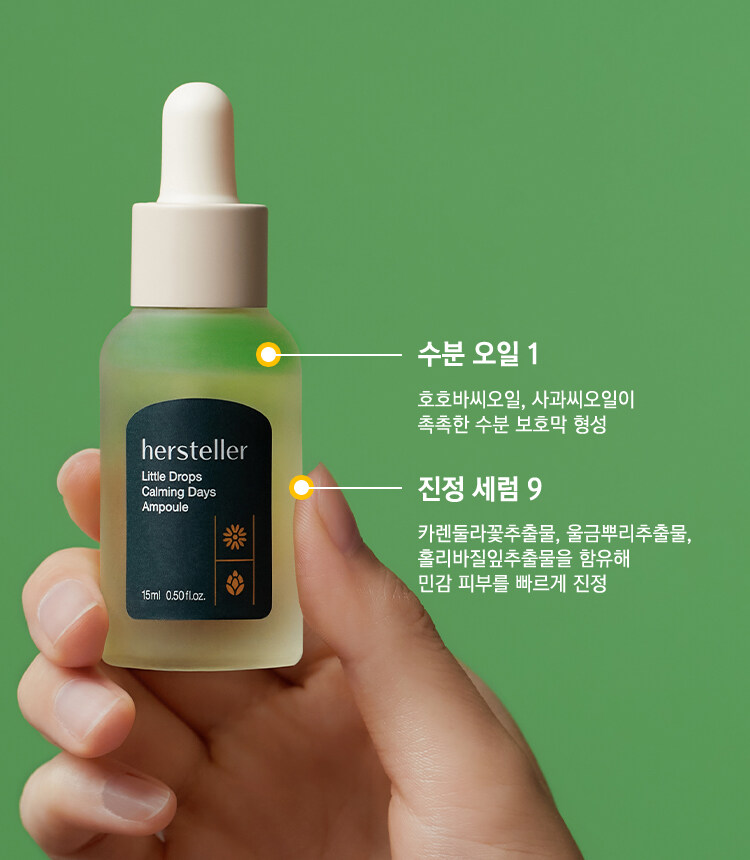 hersteller
Little Drops
Calming Days
Ampoule
15ml 0.50 fl.oz.
수분 오일 1
호호바씨오일, 사과씨오일이
촉촉한 수분 보호막 형성
진정 세럼 9
카렌둘라꽃추출물, 울금뿌리추출물,
홀리바질잎추출물을 함유해
민감 피부를 빠르게 진정